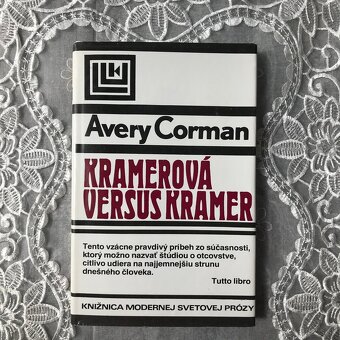 Avery Corman
KRAMEROVÁ
VERSUS KRAMER
Tento vzácne pravdivý príbeh zo súčasnosti,
ktorý možno nazvať štúdiou o otcovstve,
citlivo udiera na najjemnejšiu strunu
dnešného človeka.
Tutto libro
KNIŽNICA MODERNEJ SVETOVEJ PRÓZY